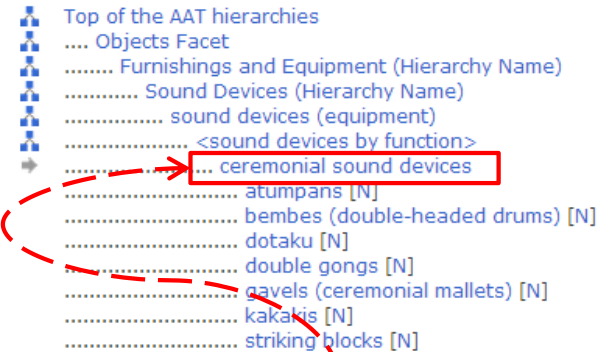 Top of the AAT hierarchies
.... Objects Facet
........ Furnishings and Equipment (Hierarchy Name)
............ Sound Devices (Hierarchy Name)
................ sound devices (equipment)
.................... <sound devices by function>
........................ ceremonial sound devices
............................ atumpans [N]
............................ bembes (double-headed drums) [N]
............................ dotaku [N]
............................ double gongs [N]
............................ gavels (ceremonial mallets) [N]
............................ kakakis [N]
............................ striking blocks [N]